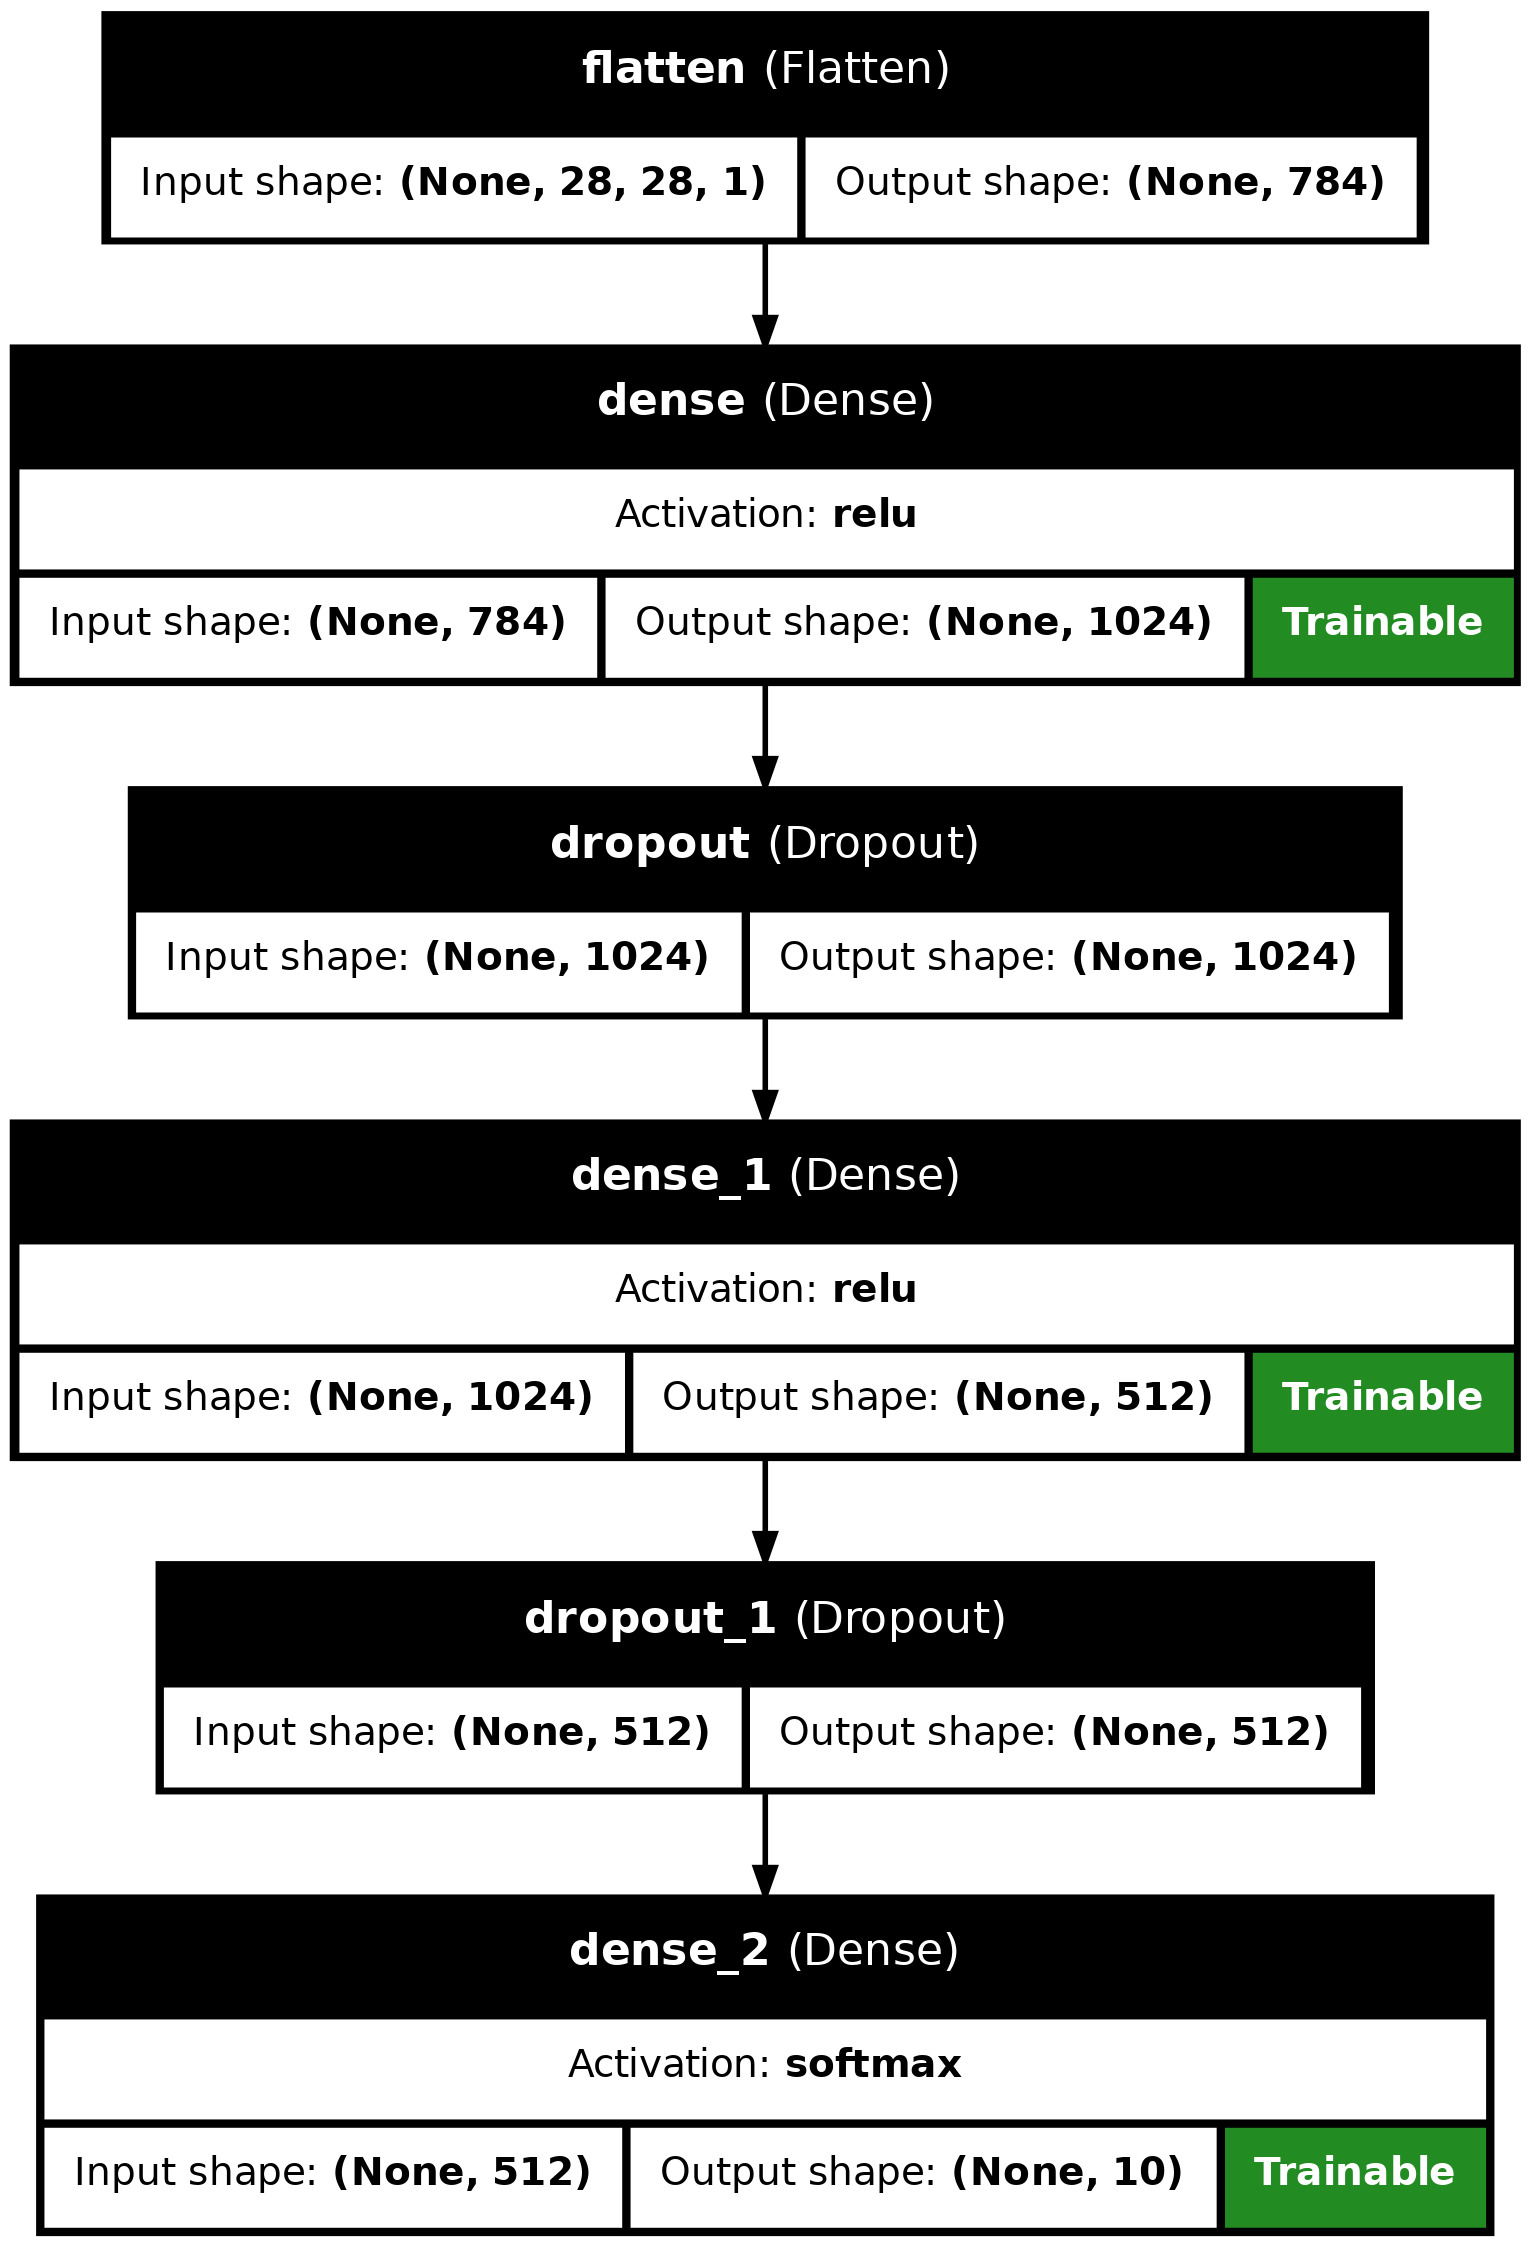 flatten (Flatten)
Input shape: (None, 28, 28, 1) Output shape: (None, 784)
dense (Dense)
Activation: relu
Input shape: (None, 784) Output shape: (None, 1024) Trainable
dropout (Dropout)
Input shape: (None, 1024) Output shape: (None, 1024)
dense_1 (Dense)
Activation: relu
Input shape: (None, 1024) Output shape: (None, 512) Trainable
dropout_1 (Dropout)
Input shape: (None, 512) Output shape: (None, 512)
dense_2 (Dense)
Activation: softmax
Input shape: (None, 512) Output shape: (None, 10) Trainable